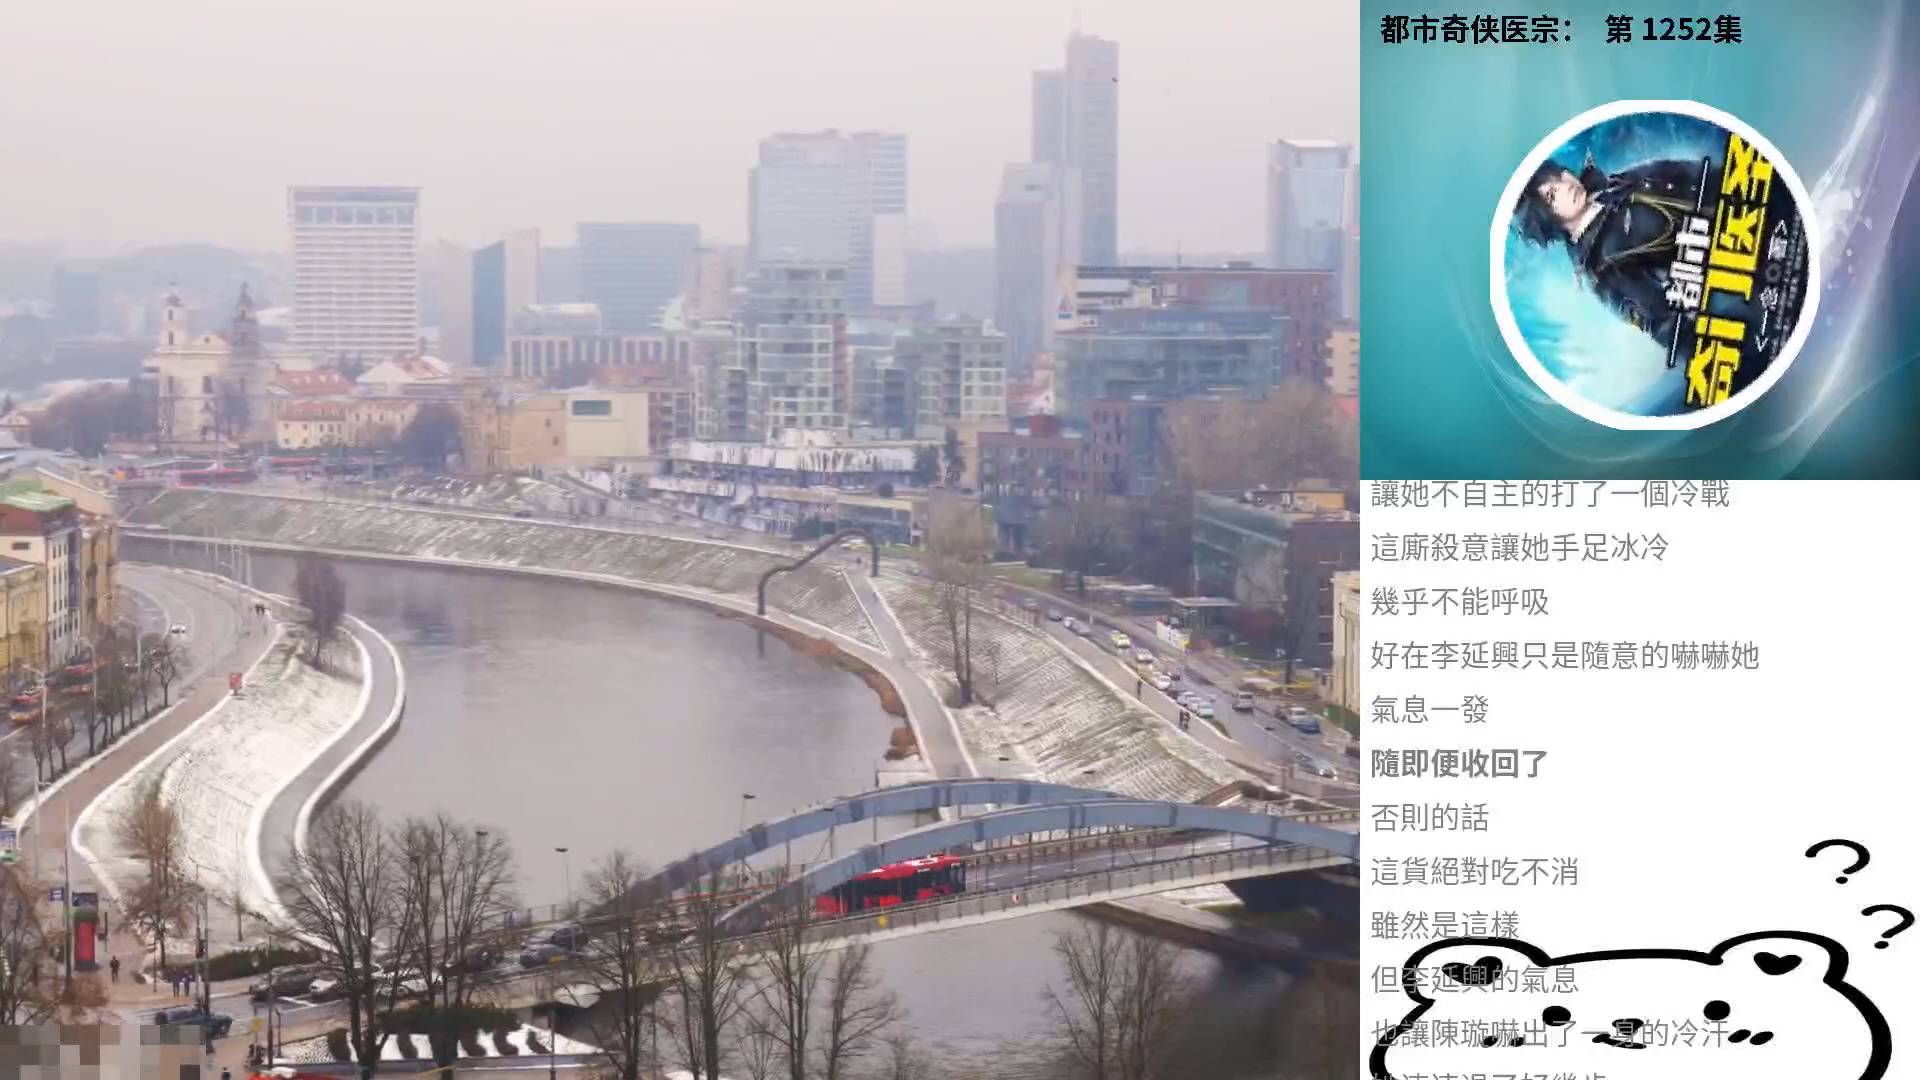 都市奇侠医宗： 第 1252集
都市
奇门医圣
讓她不自主的打了一個冷戰
這廝殺意讓她手足冰冷
幾乎不能呼吸
好在李延興只是隨意的嚇嚇她
氣息一發
隨即便收回了
否則的話
這貨絕對吃不消
雖然是這樣
但李延興的氣息
也讓陳璇嚇出了一身的冷汗